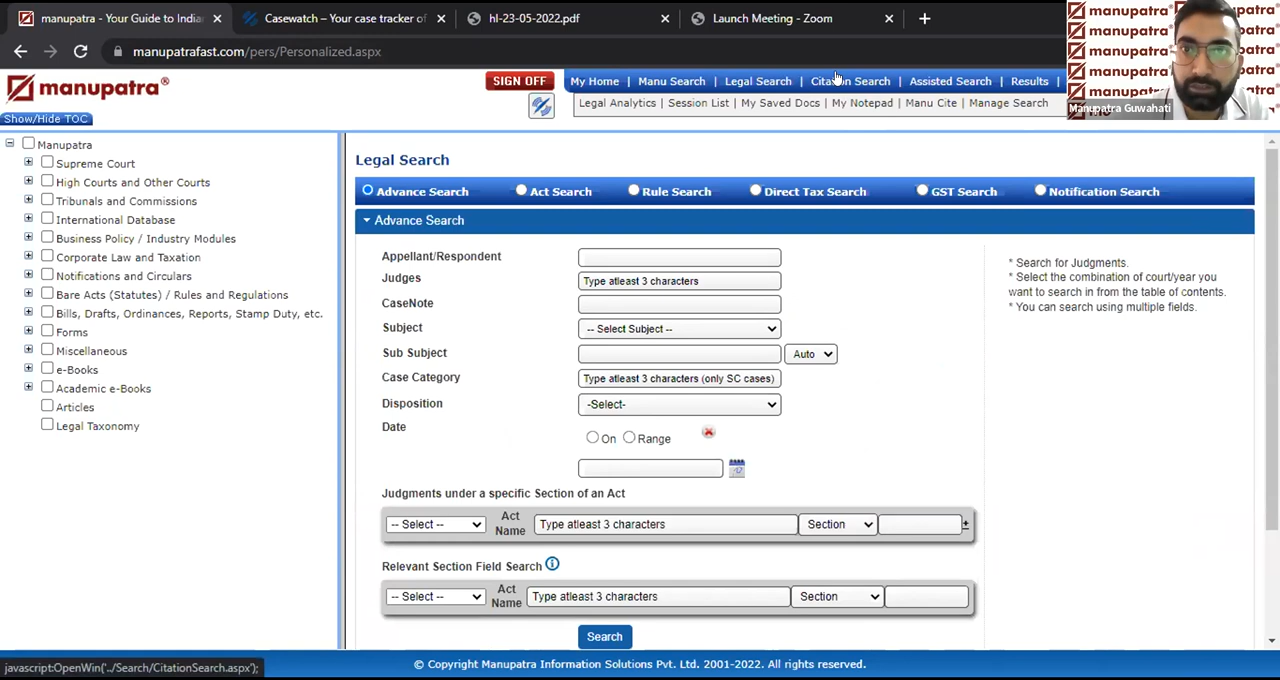 manupatra - Your Guide to India
Casewatch – Your case tracker of
hl-23-05-2022.pdf
Launch Meeting - Zoom
manupatrafast.com/pers/Personalized.aspx
manupatra®
SIGN OFF
My Home | Manu Search | Legal Search | Citation Search | Assisted Search | Results |
Legal Analytics | Session List | My Saved Docs | My Notepad | Manu Cite | Manage Search
manupatra
manupatra
manupatra
manupatra
manupatra
Manupatra Guwahati
Show/Hide TOC
Manupatra
Supreme Court
High Courts and Other Courts
Tribunals and Commissions
International Database
Business Policy / Industry Modules
Corporate Law and Taxation
Notifications and Circulars
Bare Acts (Statutes) / Rules and Regulations
Bills, Drafts, Ordinances, Reports, Stamp Duty, etc.
Forms
Miscellaneous
e-Books
Academic e-Books
Articles
Legal Taxonomy
Legal Search
Advance Search Act Search Rule Search Direct Tax Search GST Search Notification Search
Advance Search
Appellant/Respondent
Judges Type atleast 3 characters
CaseNote
Subject -- Select Subject --
Sub Subject Auto
Case Category Type atleast 3 characters (only SC cases)
Disposition -Select-
Date
On Range
* Search for Judgments.
* Select the combination of court/year you
want to search in from the table of contents.
* You can search using multiple fields.
Judgments under a specific Section of an Act
-- Select -- Act Name Type atleast 3 characters Section
Relevant Section Field Search
-- Select -- Act Name Type atleast 3 characters Section
Search
javascript:OpenWin('../Search/CitationSearch.aspx');
© Copyright Manupatra Information Solutions Pvt. Ltd. 2001-2022. All rights reserved.